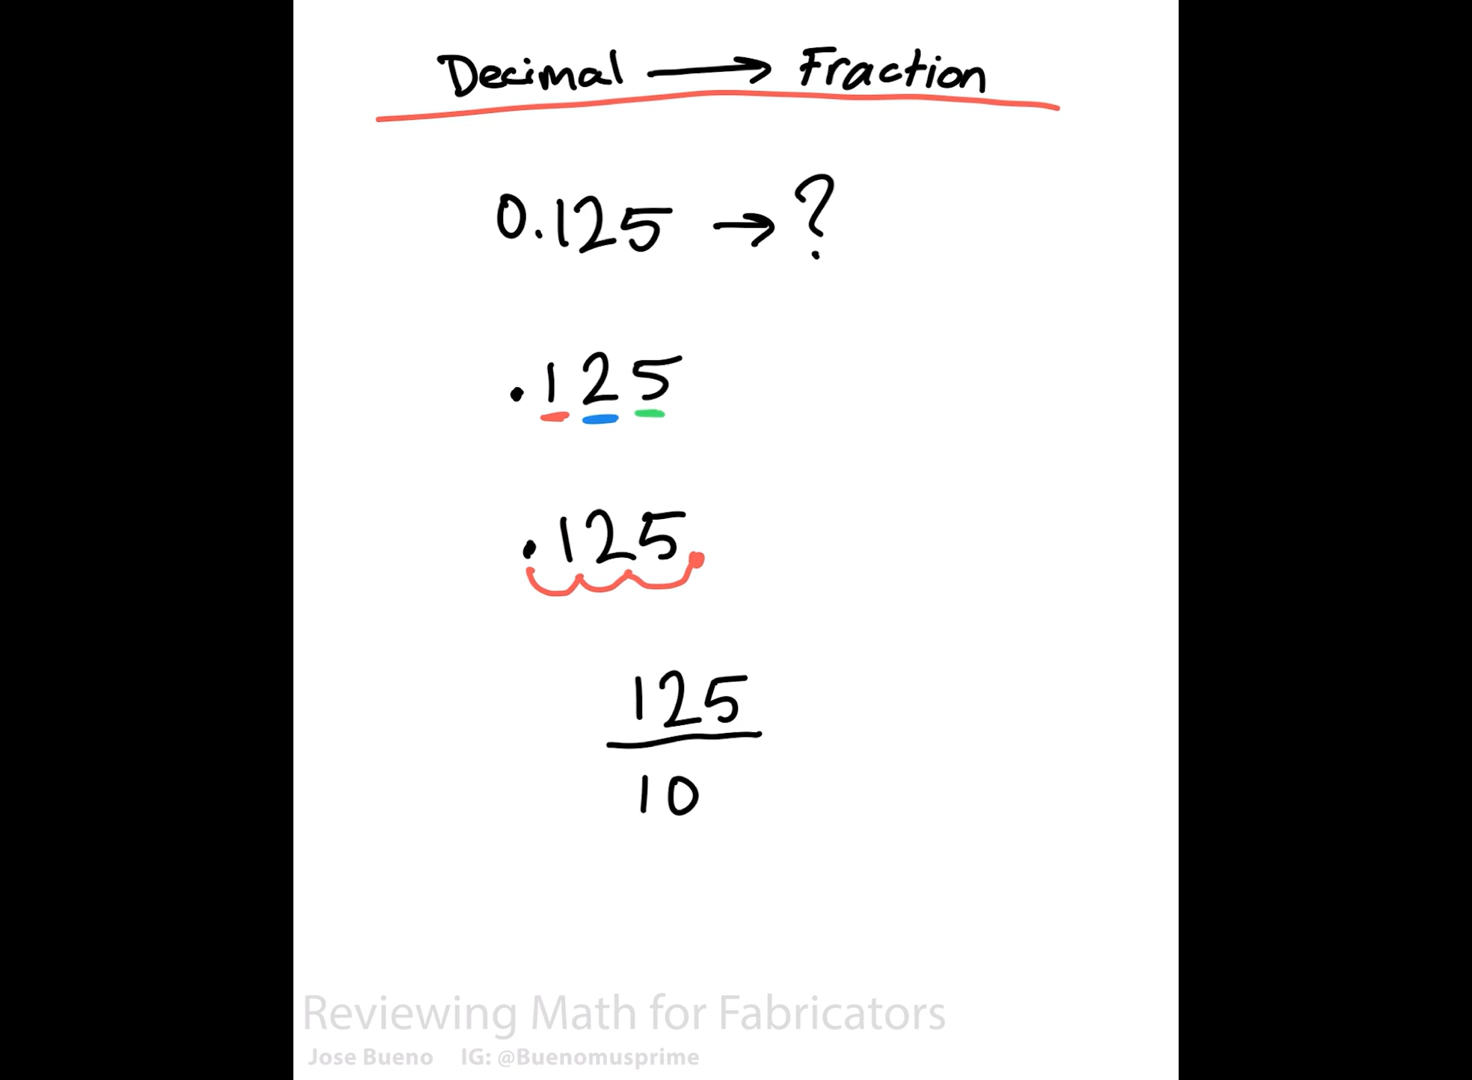 Decimal → Fraction
0.125 → ?
.125
.125.
125
10
Reviewing Math for Fabricators
Jose Bueno IG: @Buenomusprime